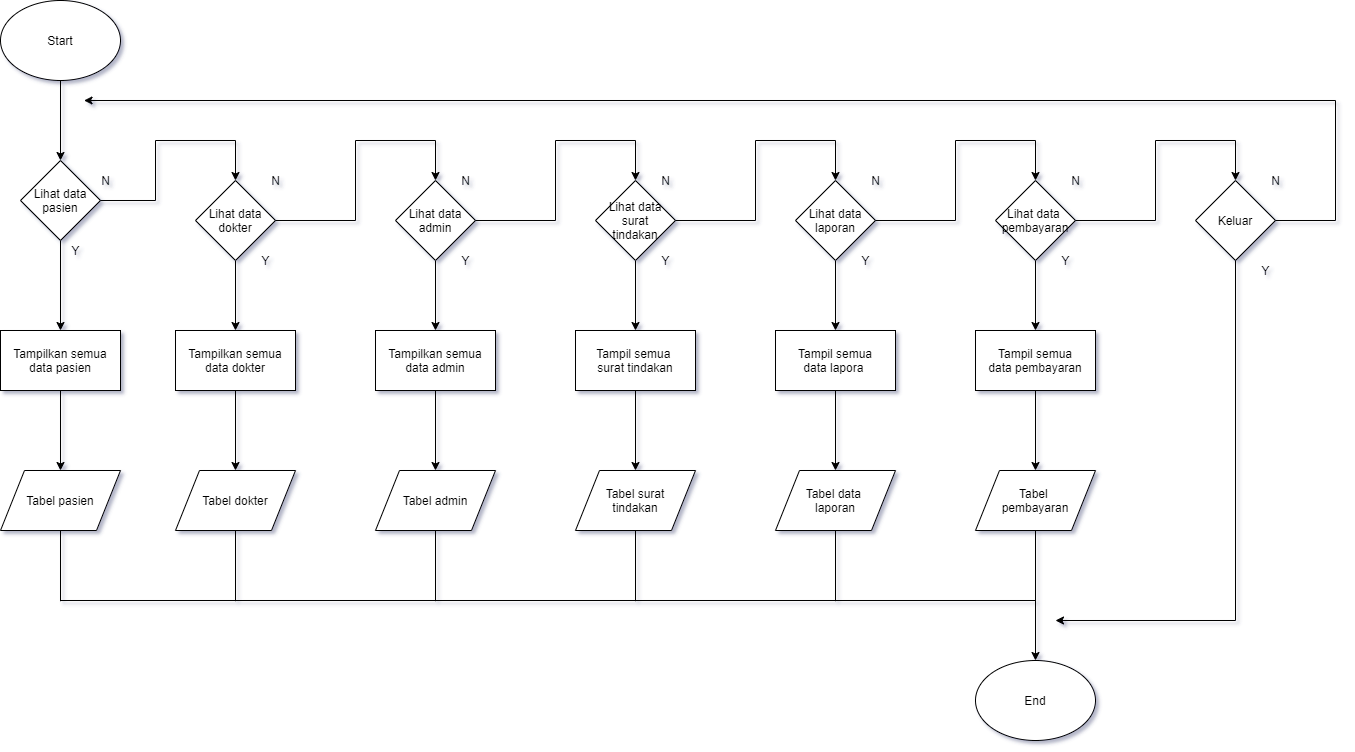 Start
Lihat data
pasien
N
Y
Lihat data
dokter
N
Y
Lihat data
admin
N
Y
Lihat data
surat
tindakan
N
Y
Lihat data
laporan
N
Y
Lihat data
pembayaran
N
Y
Keluar
N
Y
Tampilkan semua
data pasien
Tampilkan semua
data dokter
Tampilkan semua
data admin
Tampil semua
surat tindakan
Tampil semua
data lapora
Tampil semua
data pembayaran
Tabel pasien
Tabel dokter
Tabel admin
Tabel surat
tindakan
Tabel data
laporan
Tabel
pembayaran
End